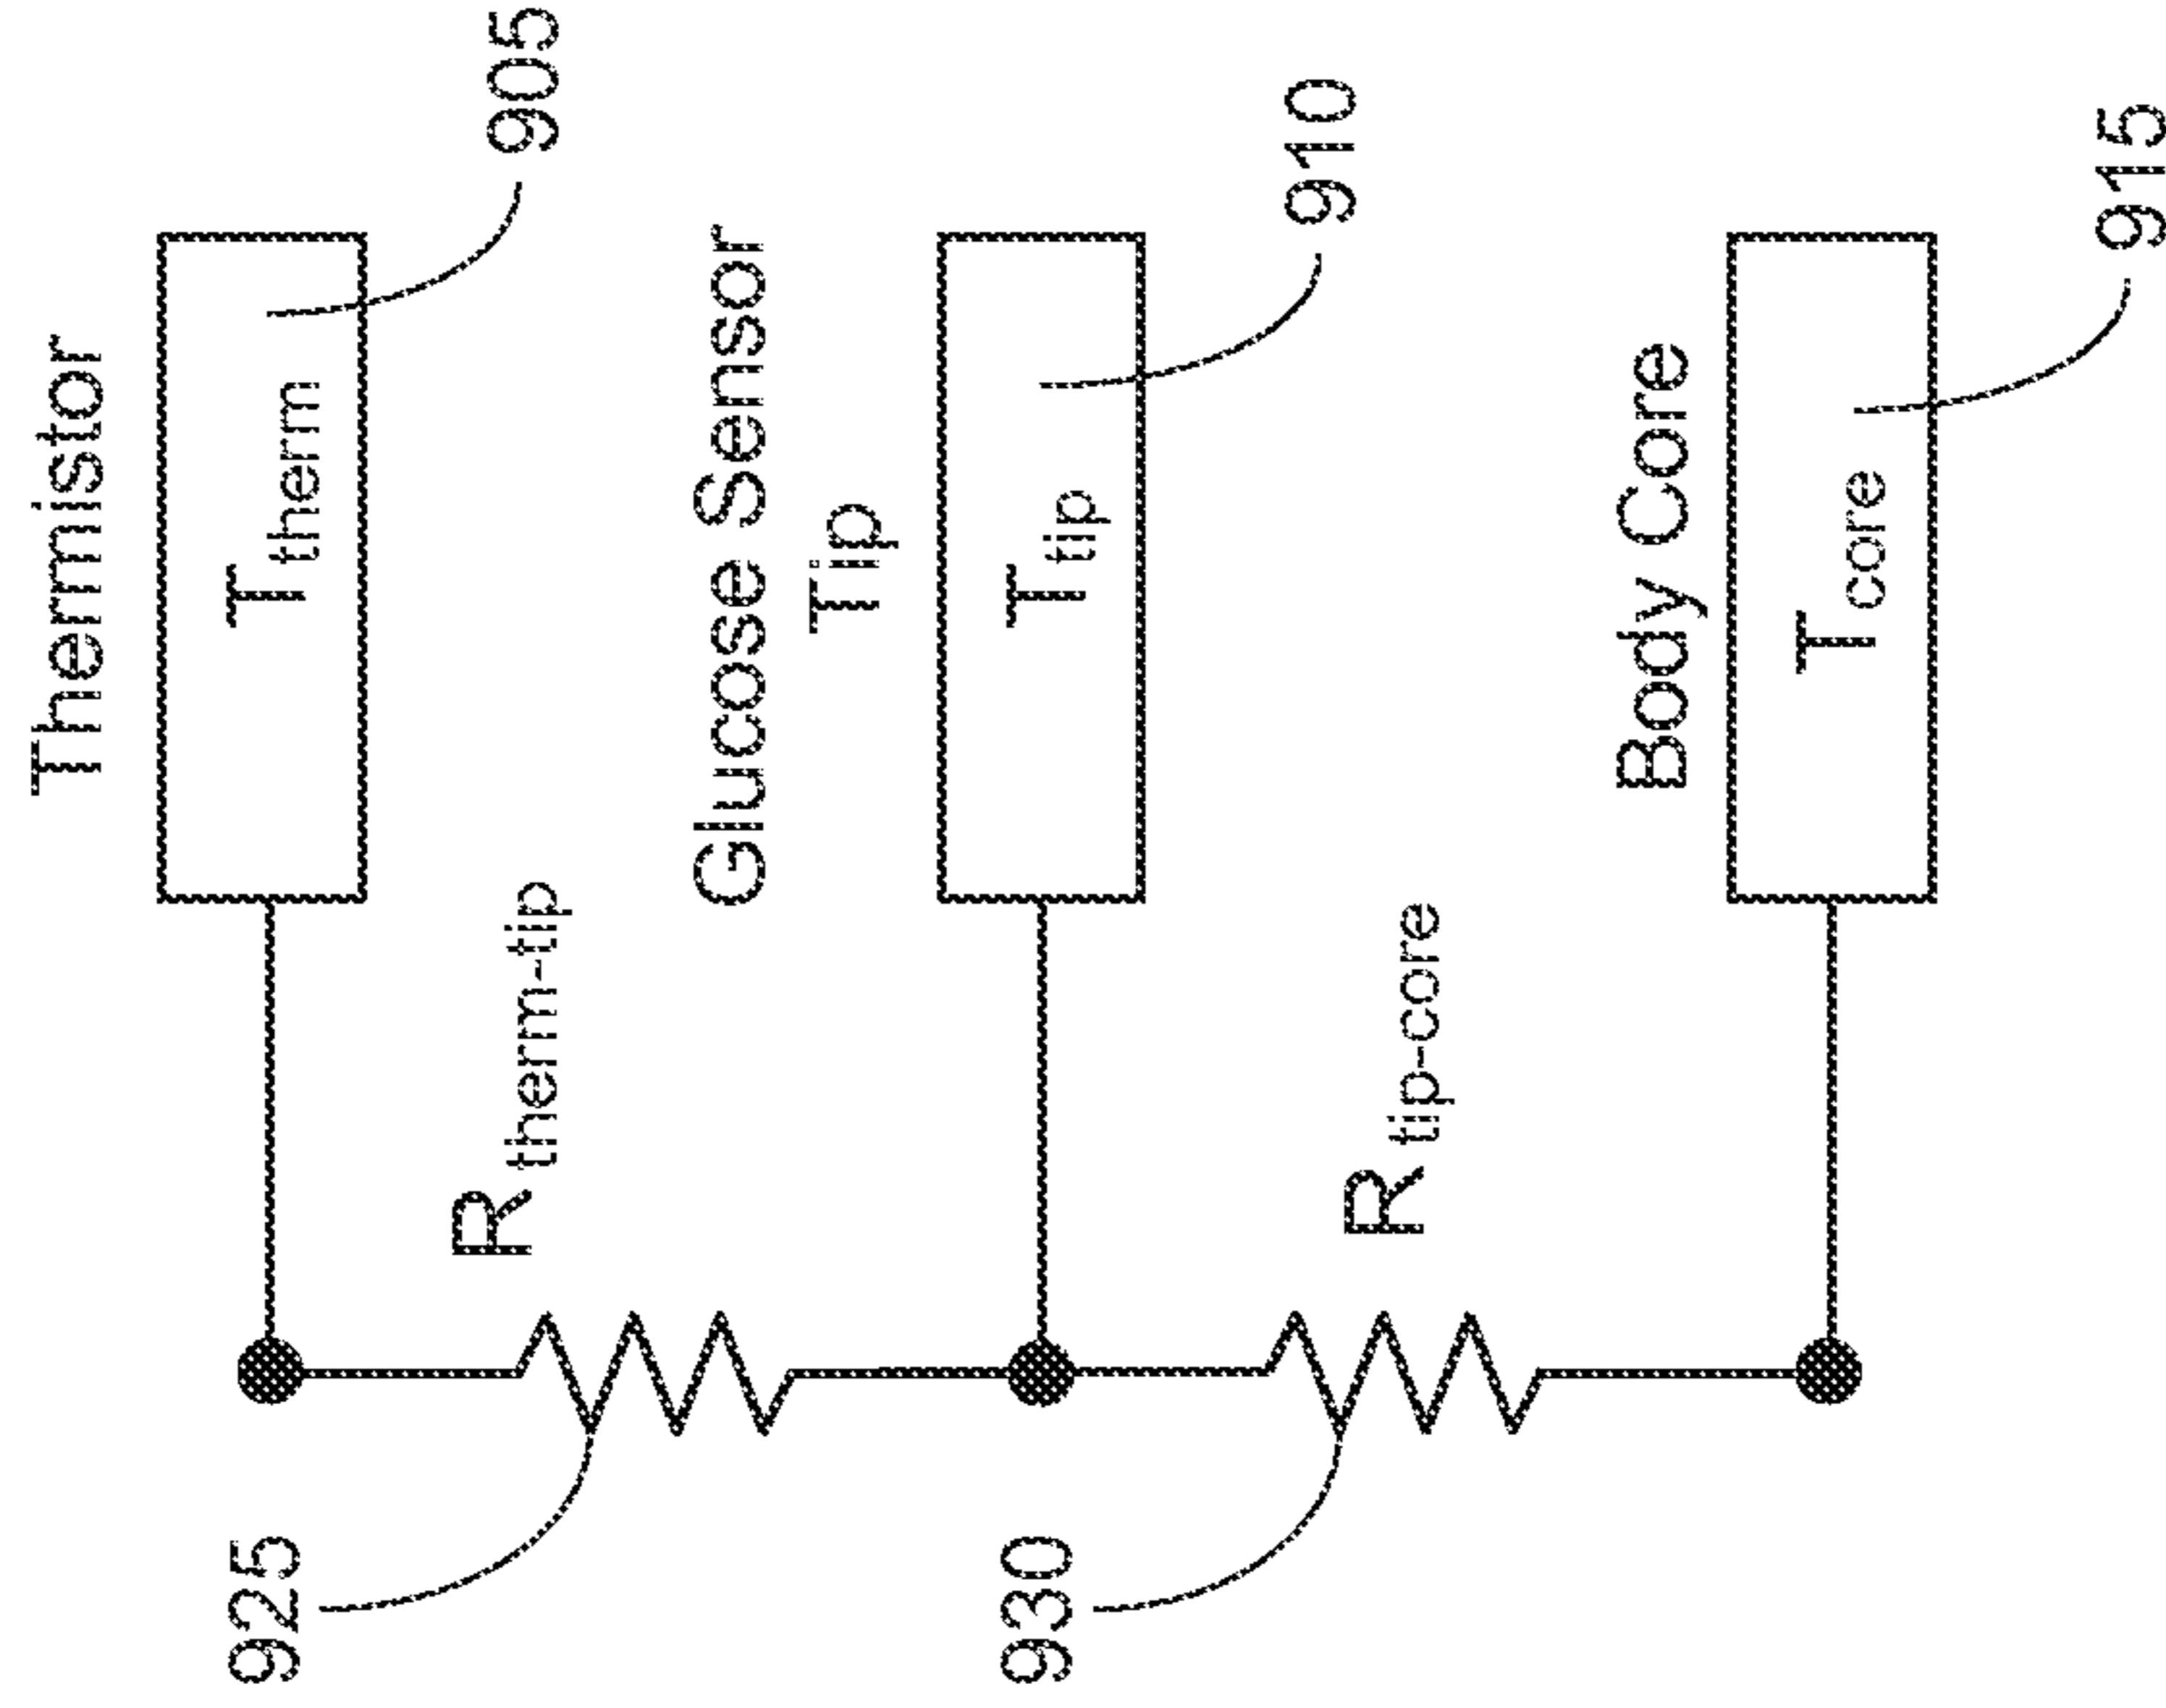 Thermistor
T therm
905
Glucose Sensor
Tip
T tip
910
Body Core
T core
915
R therm-tip
R tip-core
925
930